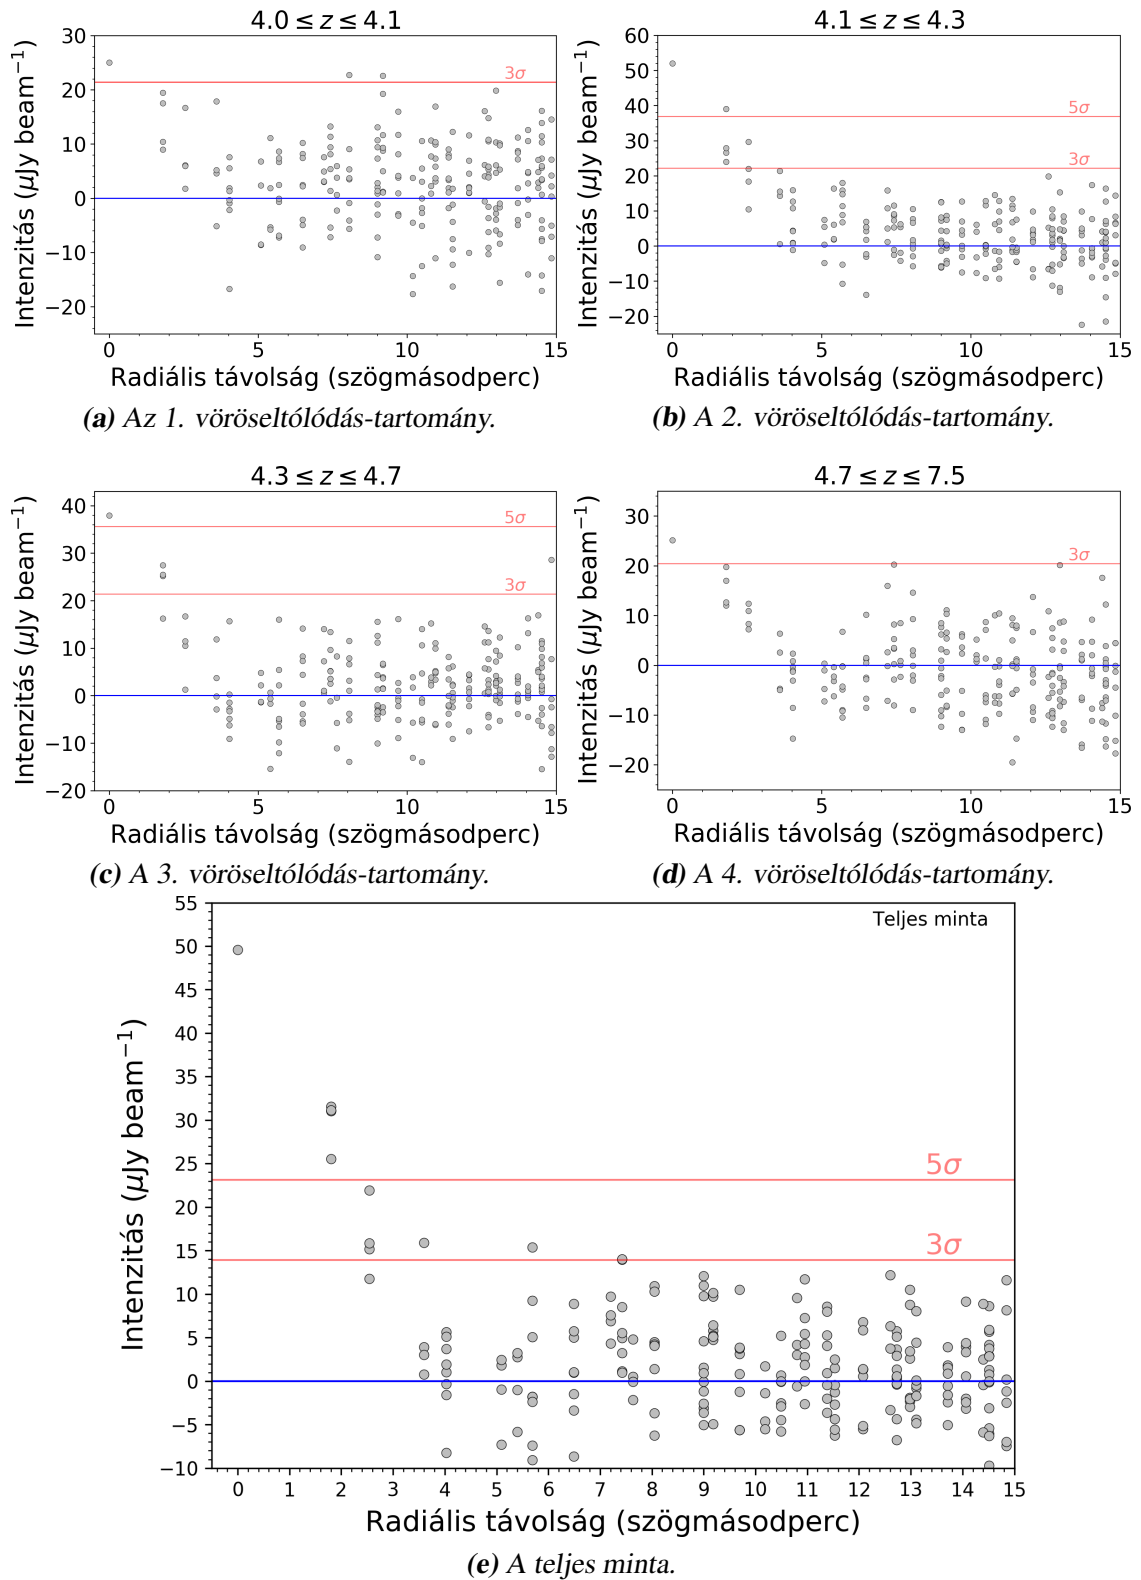 4.0 ≤ z ≤ 4.1
30
20
10
0
−10
−20
Intenzitás (μJy beam⁻¹)
3σ
0 5 10 15
Radiális távolság (szögmásodperc)
(a) Az 1. vöröseltólódás-tartomány.
4.1 ≤ z ≤ 4.3
60
50
40
30
20
10
0
−10
−20
Intenzitás (μJy beam⁻¹)
5σ
3σ
0 5 10 15
Radiális távolság (szögmásodperc)
(b) A 2. vöröseltólódás-tartomány.
4.3 ≤ z ≤ 4.7
40
30
20
10
0
−10
−20
Intenzitás (μJy beam⁻¹)
5σ
3σ
0 5 10 15
Radiális távolság (szögmásodperc)
(c) A 3. vöröseltólódás-tartomány.
4.7 ≤ z ≤ 7.5
30
20
10
0
−10
−20
Intenzitás (μJy beam⁻¹)
3σ
0 5 10 15
Radiális távolság (szögmásodperc)
(d) A 4. vöröseltólódás-tartomány.
Teljes minta
55
50
45
40
35
30
25
20
15
10
5
0
−5
−10
Intenzitás (μJy beam⁻¹)
5σ
3σ
0 1 2 3 4 5 6 7 8 9 10 11 12 13 14 15
Radiális távolság (szögmásodperc)
(e) A teljes minta.